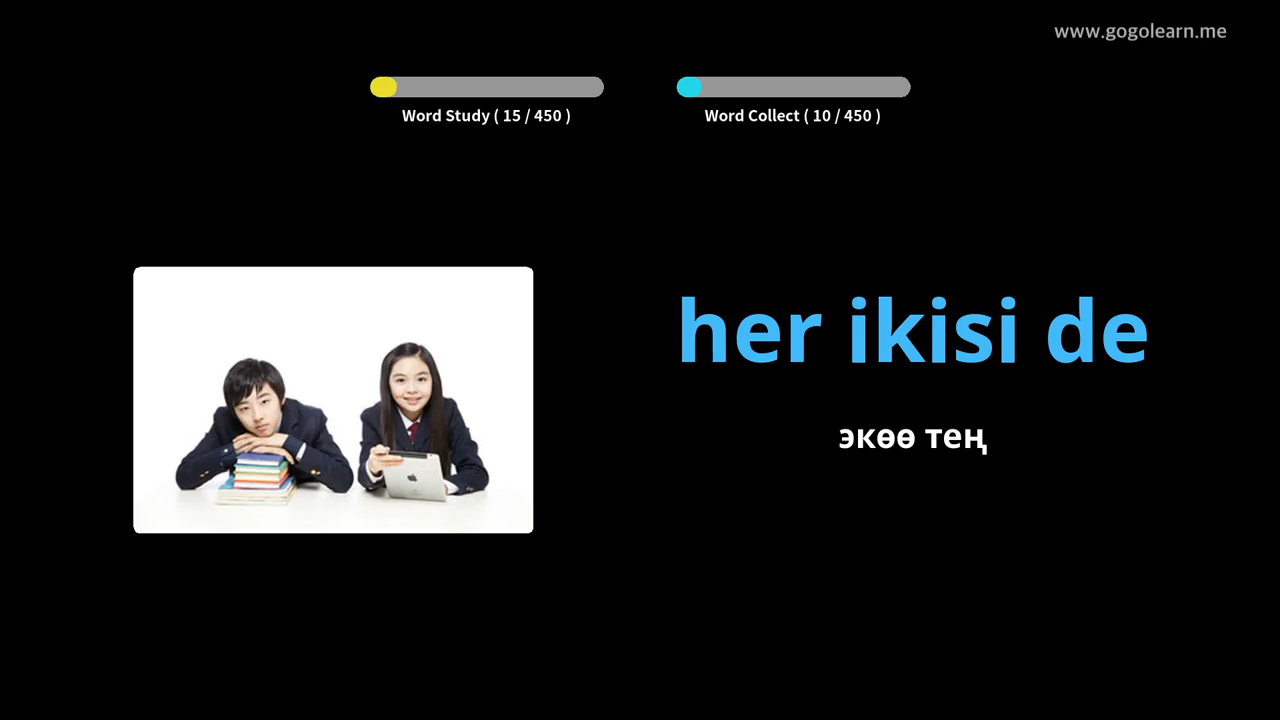 www.gogolearn.me
Word Study ( 15 / 450 )
Word Collect ( 10 / 450 )
her ikisi de
экөө тең